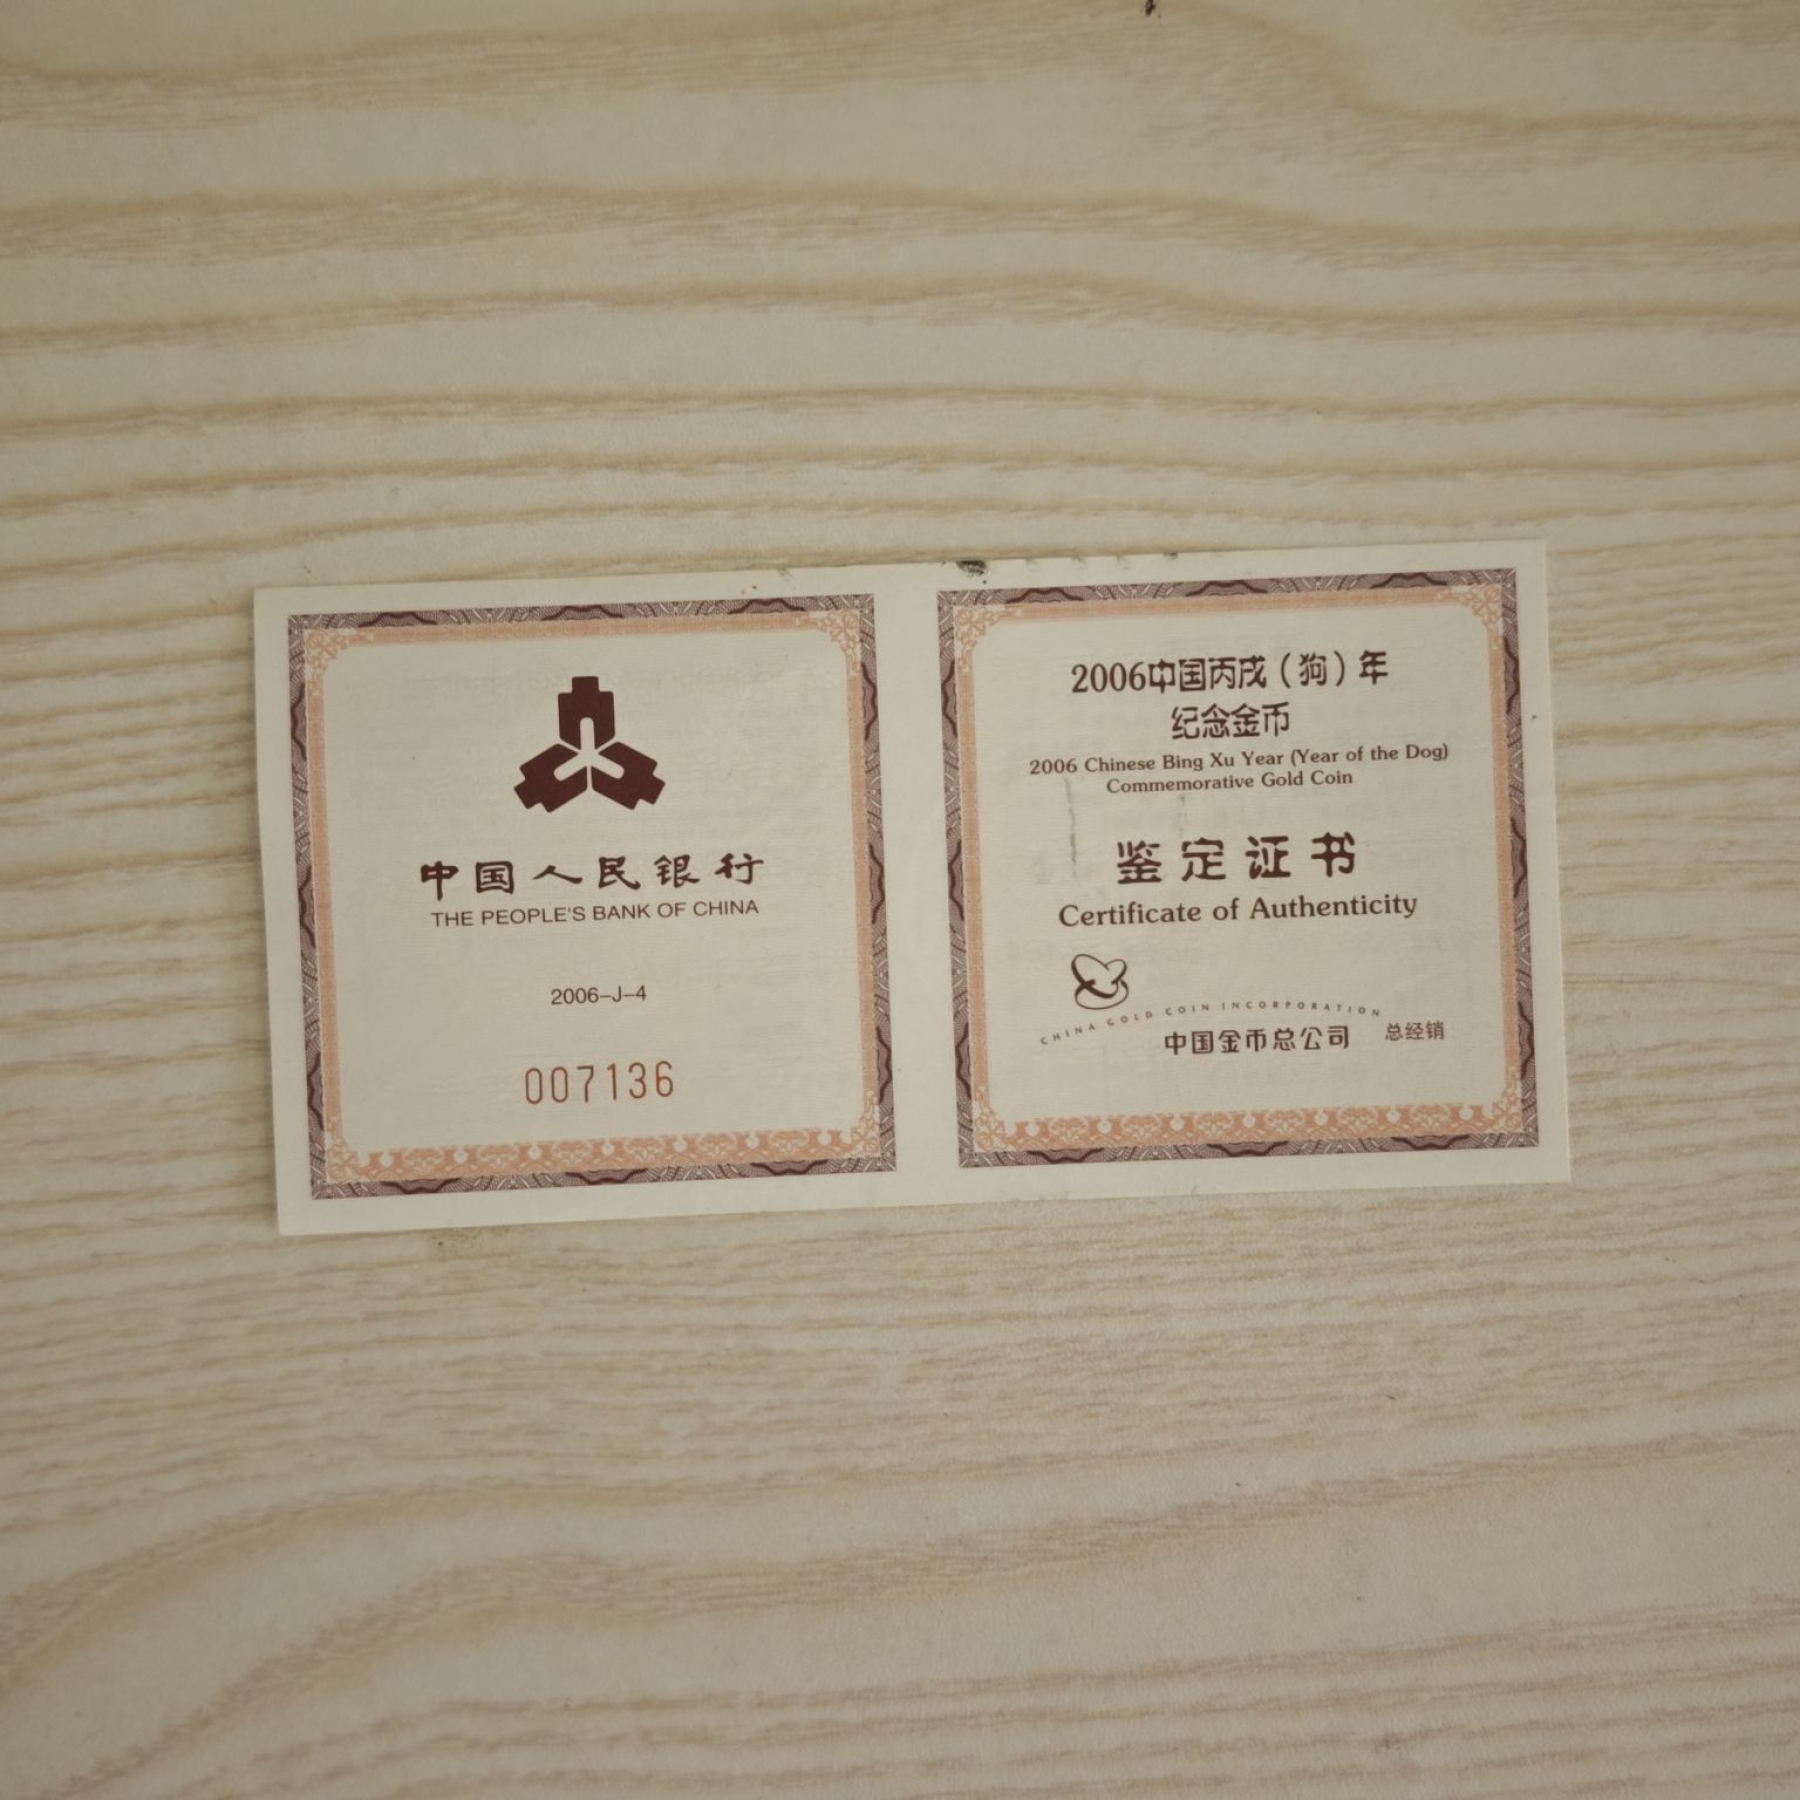 中国人民银行
THE PEOPLE'S BANK OF CHINA
2006-J-4
007136
2006中国丙戌（狗）年
纪念金币
2006 Chinese Bing Xu Year (Year of the Dog)
Commemorative Gold Coin
鉴定证书
Certificate of Authenticity
CHINA GOLD COIN INCORPORATION
中国金币总公司 总经销